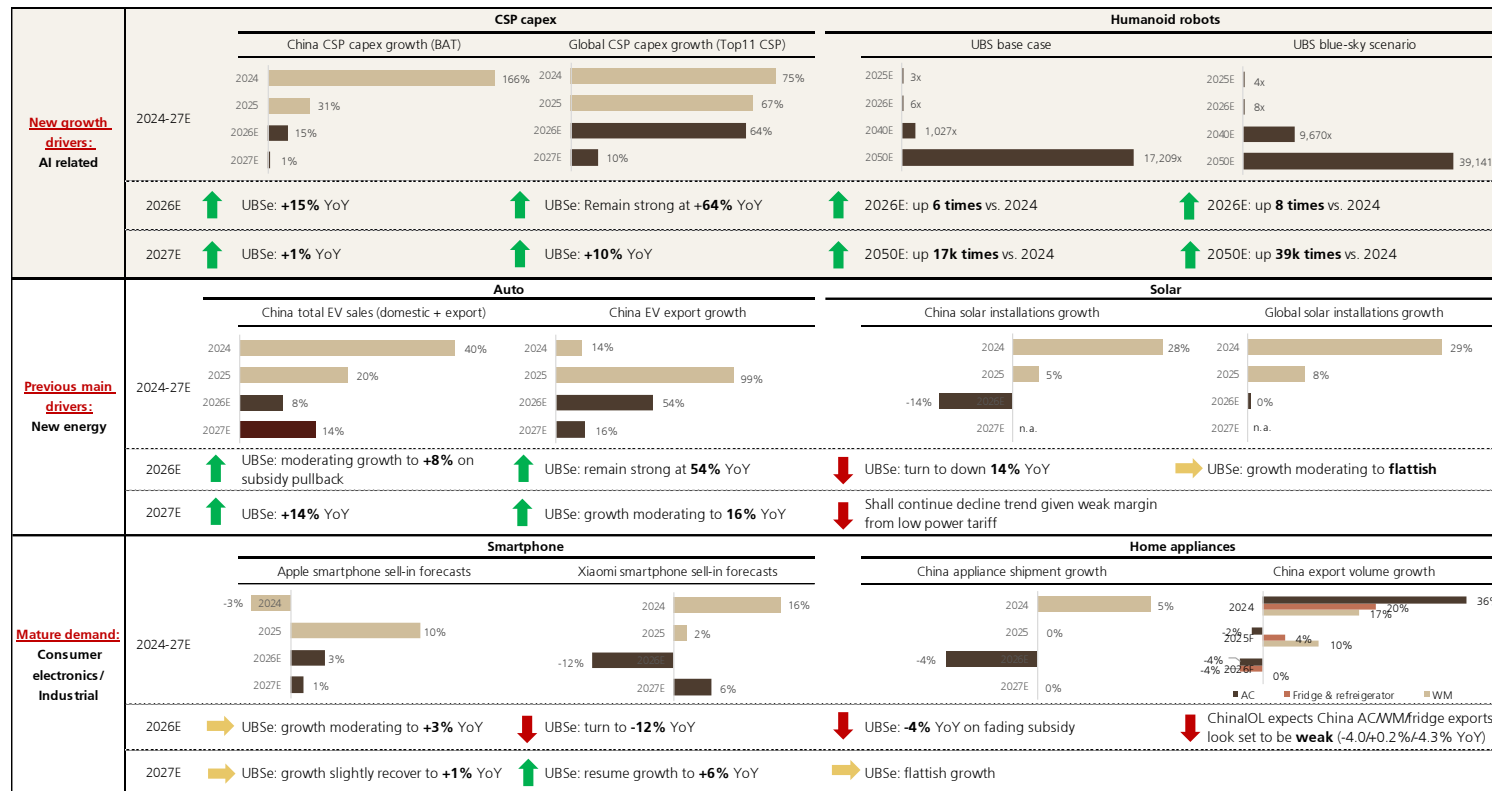 CSP capex
Humanoid robots
China CSP capex growth (BAT)
Global CSP capex growth (Top11 CSP)
UBS base case
UBS blue-sky scenario
New growth
drivers:
AI related
2024-27E
2024 166%
2025 31%
2026E 15%
2027E 1%
2024 75%
2025 67%
2026E 64%
2027E 10%
2025E 3x
2026E 6x
2040E 1,027x
2050E 17,209x
2025E 4x
2026E 8x
2040E 9,670x
2050E 39,141
2026E
UBSe: +15% YoY
UBSe: Remain strong at +64% YoY
2026E: up 6 times vs. 2024
2026E: up 8 times vs. 2024
2027E
UBSe: +1% YoY
UBSe: +10% YoY
2050E: up 17k times vs. 2024
2050E: up 39k times vs. 2024
Auto
Solar
China total EV sales (domestic + export)
China EV export growth
China solar installations growth
Global solar installations growth
Previous main
drivers:
New energy
2024-27E
2024 40%
2025 20%
2026E 8%
2027E 14%
2024 14%
2025 99%
2026E 54%
2027E 16%
2024 28%
2025 5%
-14% 2026E
2027E n.a.
2024 29%
2025 8%
2026E 0%
2027E n.a.
2026E
UBSe: moderating growth to +8% on
subsidy pullback
UBSe: remain strong at 54% YoY
UBSe: turn to down 14% YoY
UBSe: growth moderating to flattish
2027E
UBSe: +14% YoY
UBSe: growth moderating to 16% YoY
Shall continue decline trend given weak margin
from low power tariff
Smartphone
Home appliances
Apple smartphone sell-in forecasts
Xiaomi smartphone sell-in forecasts
China appliance shipment growth
China export volume growth
Mature demand:
Consumer
electronics/
Industrial
2024-27E
-3% 2024
2025 10%
2026E 3%
2027E 1%
2024 16%
2025 2%
-12% 2026E
2027E 6%
2024 5%
2025 0%
-4% 2026E
2027E 0%
36%
2024 20%
17%
-2%
2025F 4%
10%
-4%
-4% 2026F 0%
AC Fridge & refreigerator WM
2026E
UBSe: growth moderating to +3% YoY
UBSe: turn to -12% YoY
UBSe: -4% YoY on fading subsidy
ChinaIOL expects China AC/WM/fridge exports
look set to be weak (-4.0/+0.2%/-4.3% YoY)
2027E
UBSe: growth slightly recover to +1% YoY
UBSe: resume growth to +6% YoY
UBSe: flattish growth